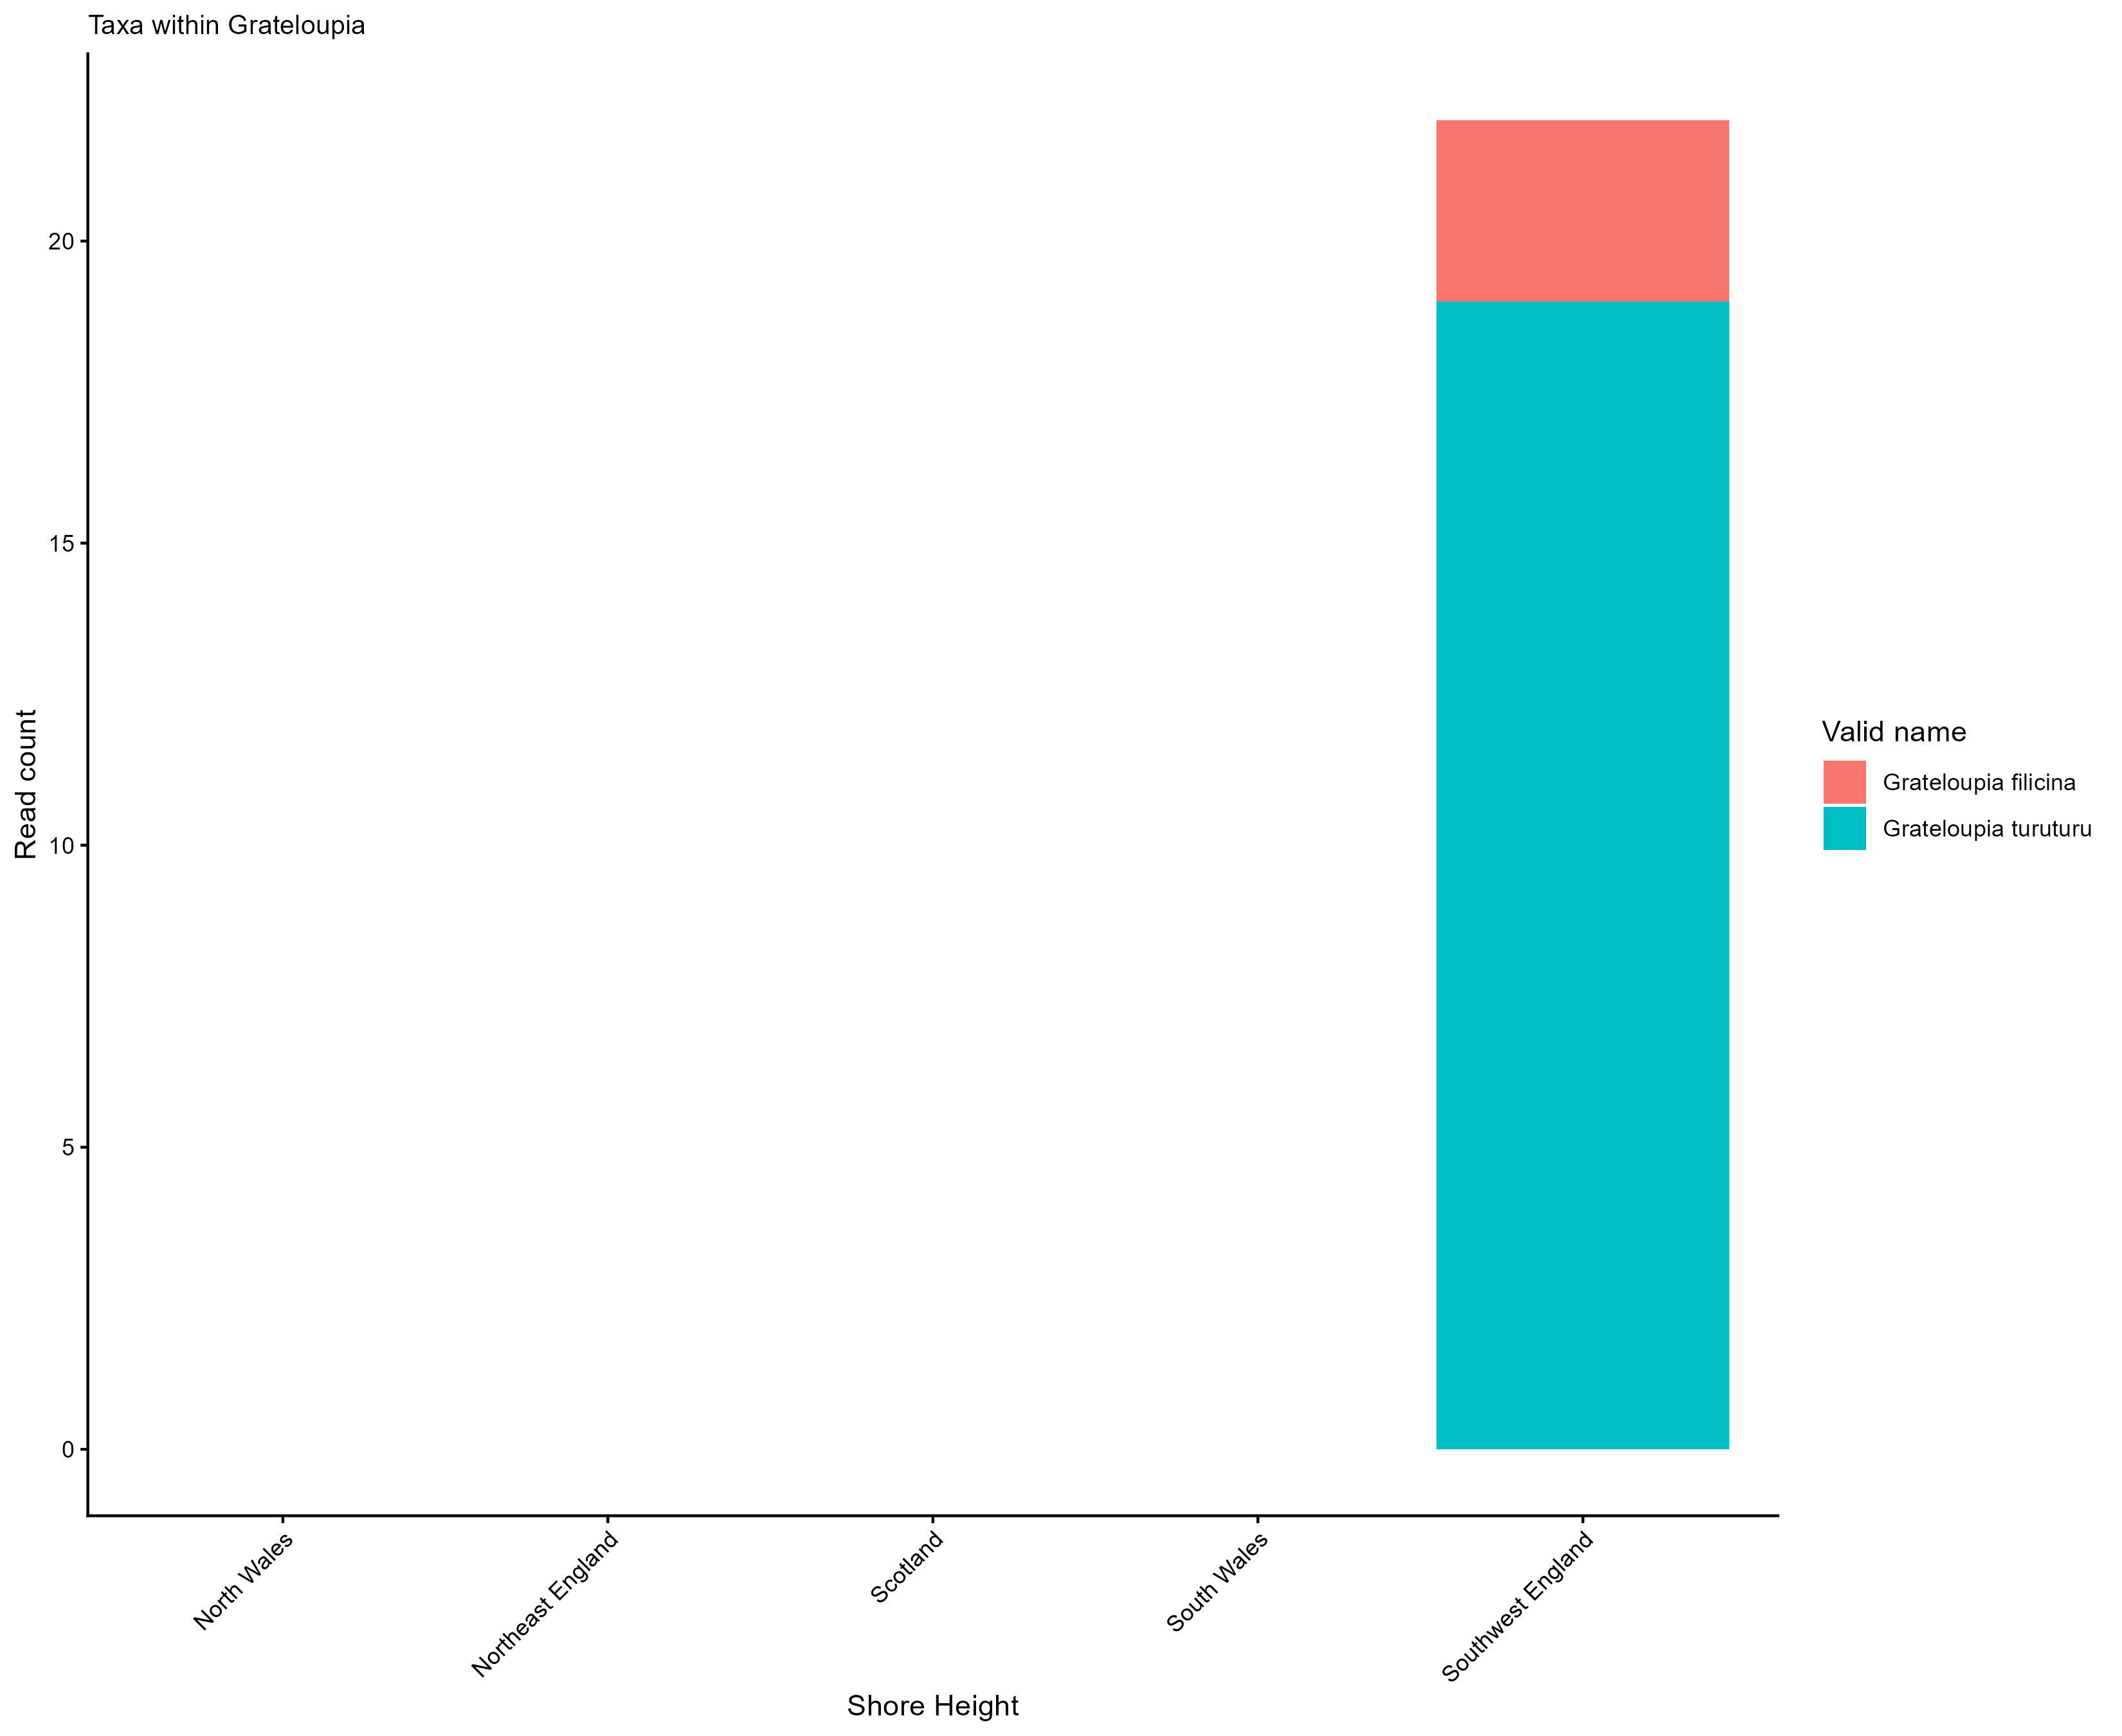 Taxa within Grateloupia
Read count
20
15
10
5
0
North Wales
Northeast England
Scotland
South Wales
Southwest England
Shore Height
Valid name
Grateloupia filicina
Grateloupia turuturu